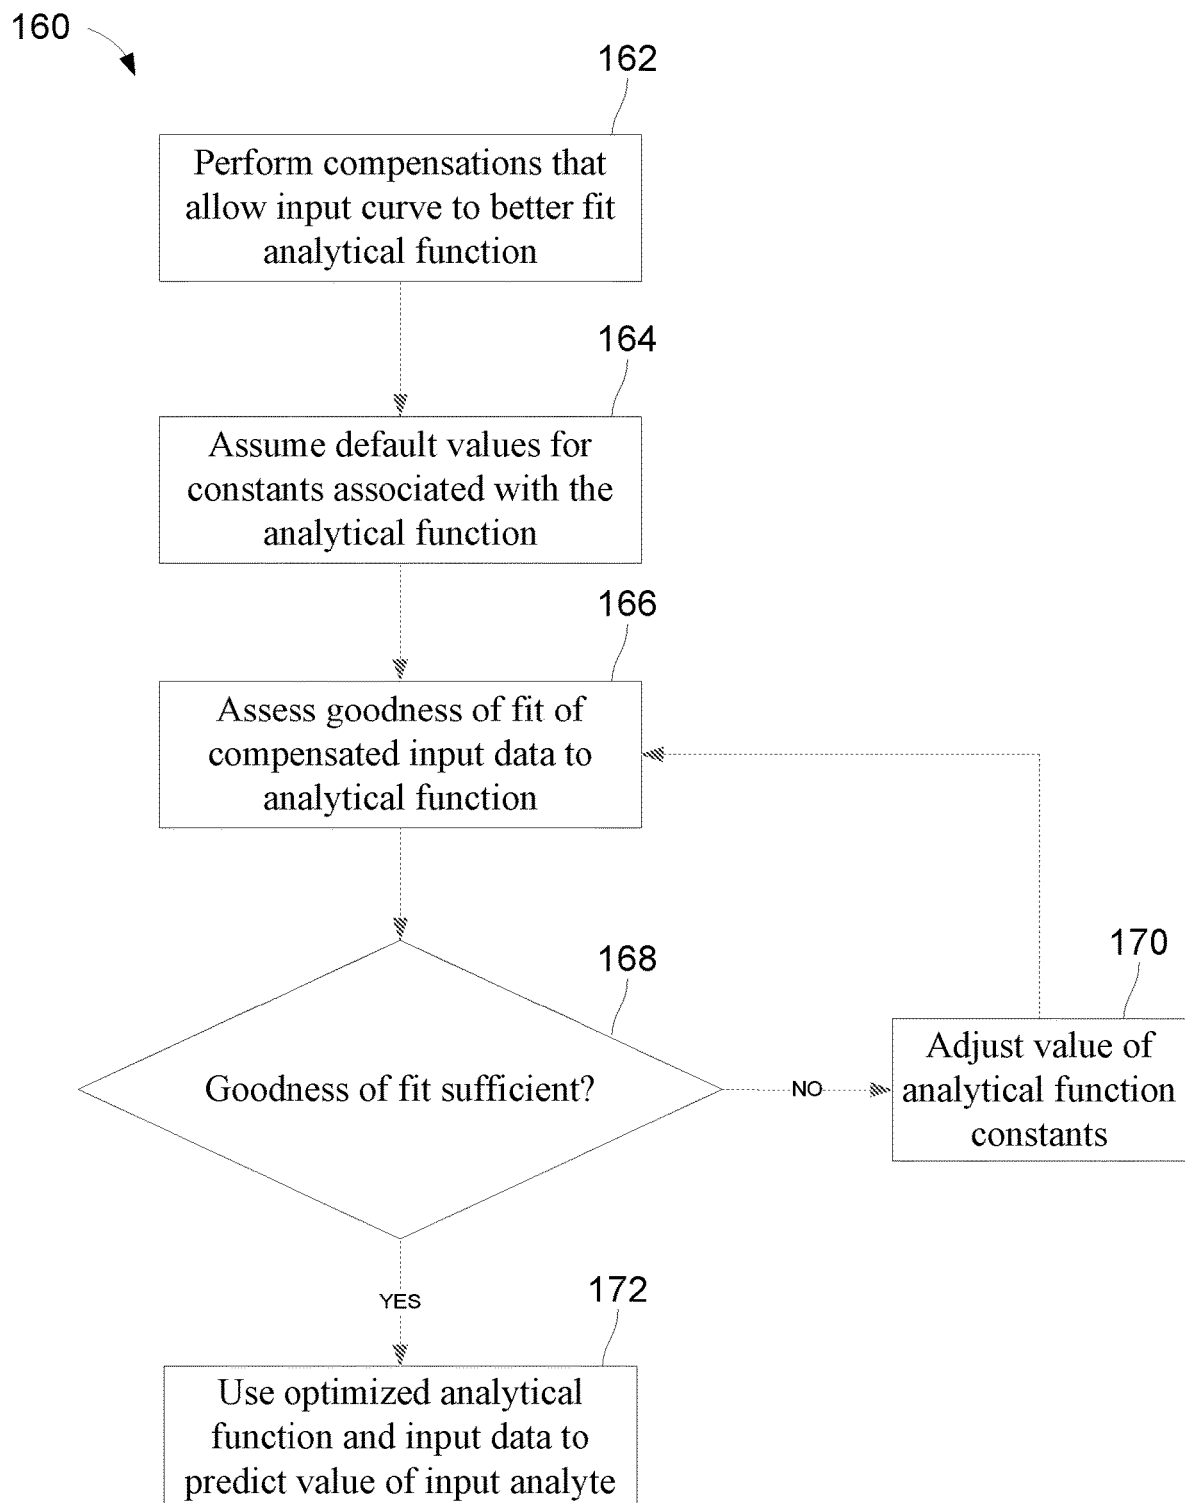 160
162
Perform compensations that
allow input curve to better fit
analytical function
164
Assume default values for
constants associated with the
analytical function
166
Assess goodness of fit of
compensated input data to
analytical function
168
Goodness of fit sufficient?
NO
170
Adjust value of
analytical function
constants
YES
172
Use optimized analytical
function and input data to
predict value of input analyte